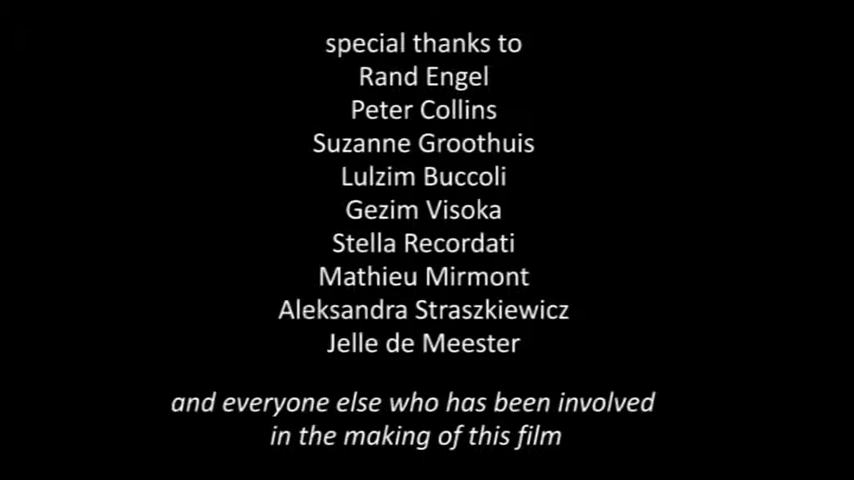 special thanks to
Rand Engel
Peter Collins
Suzanne Groothuis
Lulzim Buccoli
Gezim Visoka
Stella Recordati
Mathieu Mirmont
Aleksandra Straszkiewicz
Jelle de Meester
and everyone else who has been involved
in the making of this film